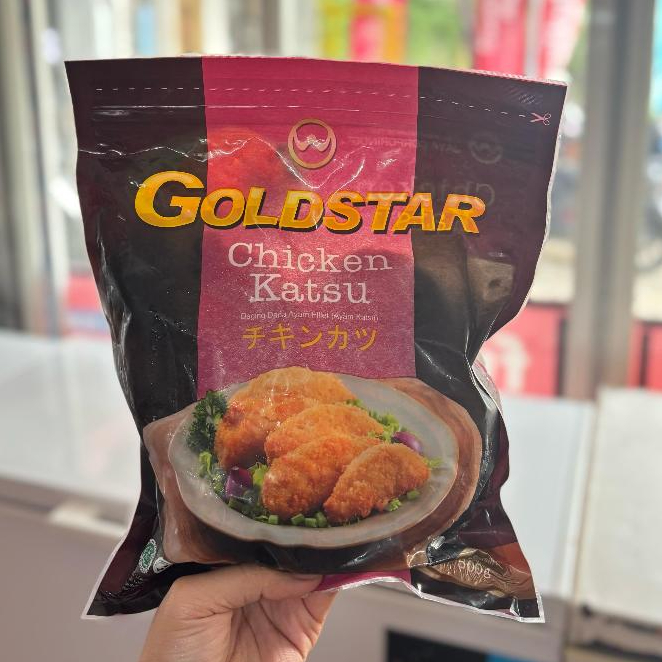 GOLDSTAR
Chicken
Katsu
Daging Dada Ayam Fillet (Ayam Katsu)
チキンカツ